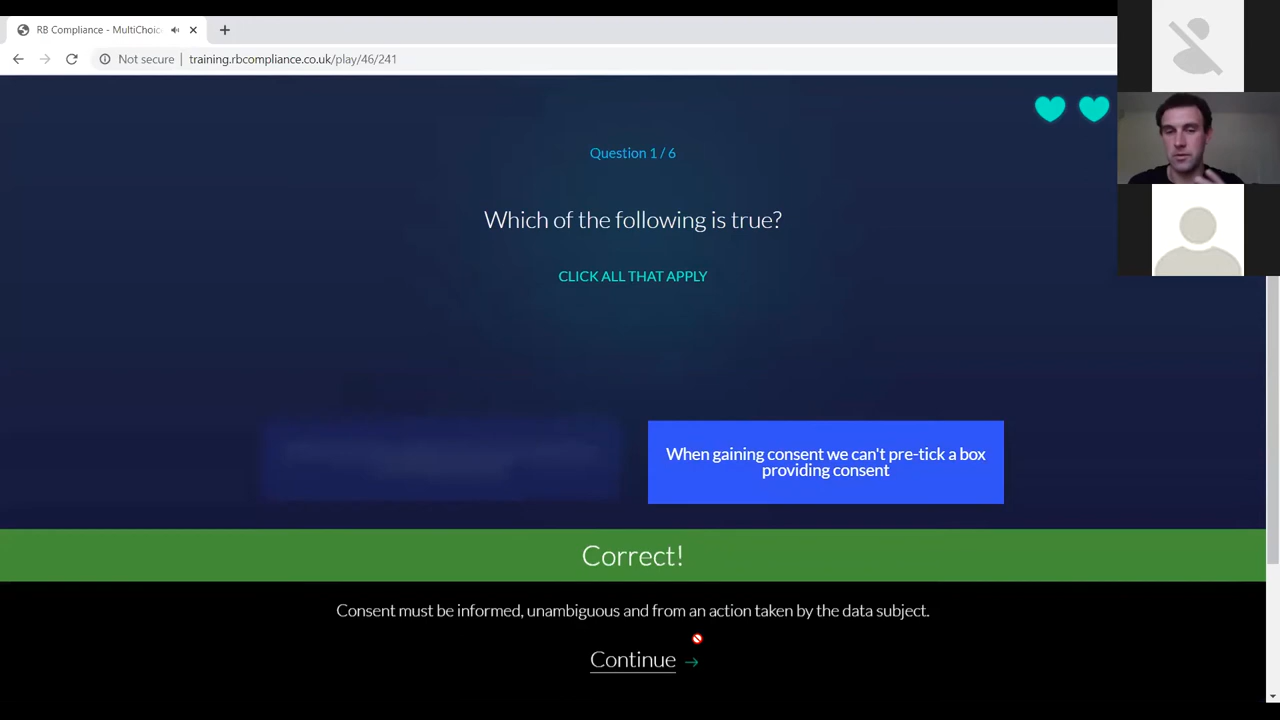 RB Compliance - MultiChoic
Not secure
training.rbcompliance.co.uk/play/46/241
Question 1 / 6
Which of the following is true?
CLICK ALL THAT APPLY
When gaining consent we can't pre-tick a box
providing consent
Correct!
Consent must be informed, unambiguous and from an action taken by the data subject.
Continue →